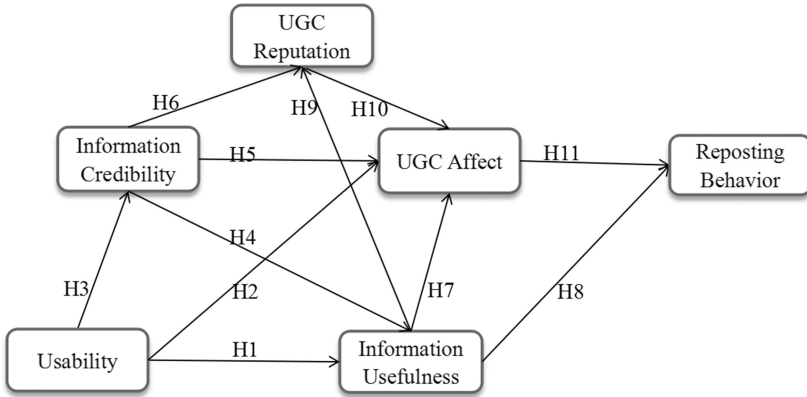 UGC
Reputation
H6
H9
H10
Information
Credibility
H5
UGC Affect
H11
Reposting
Behavior
H4
H3
H2
H7
H8
Usability
H1
Information
Usefulness